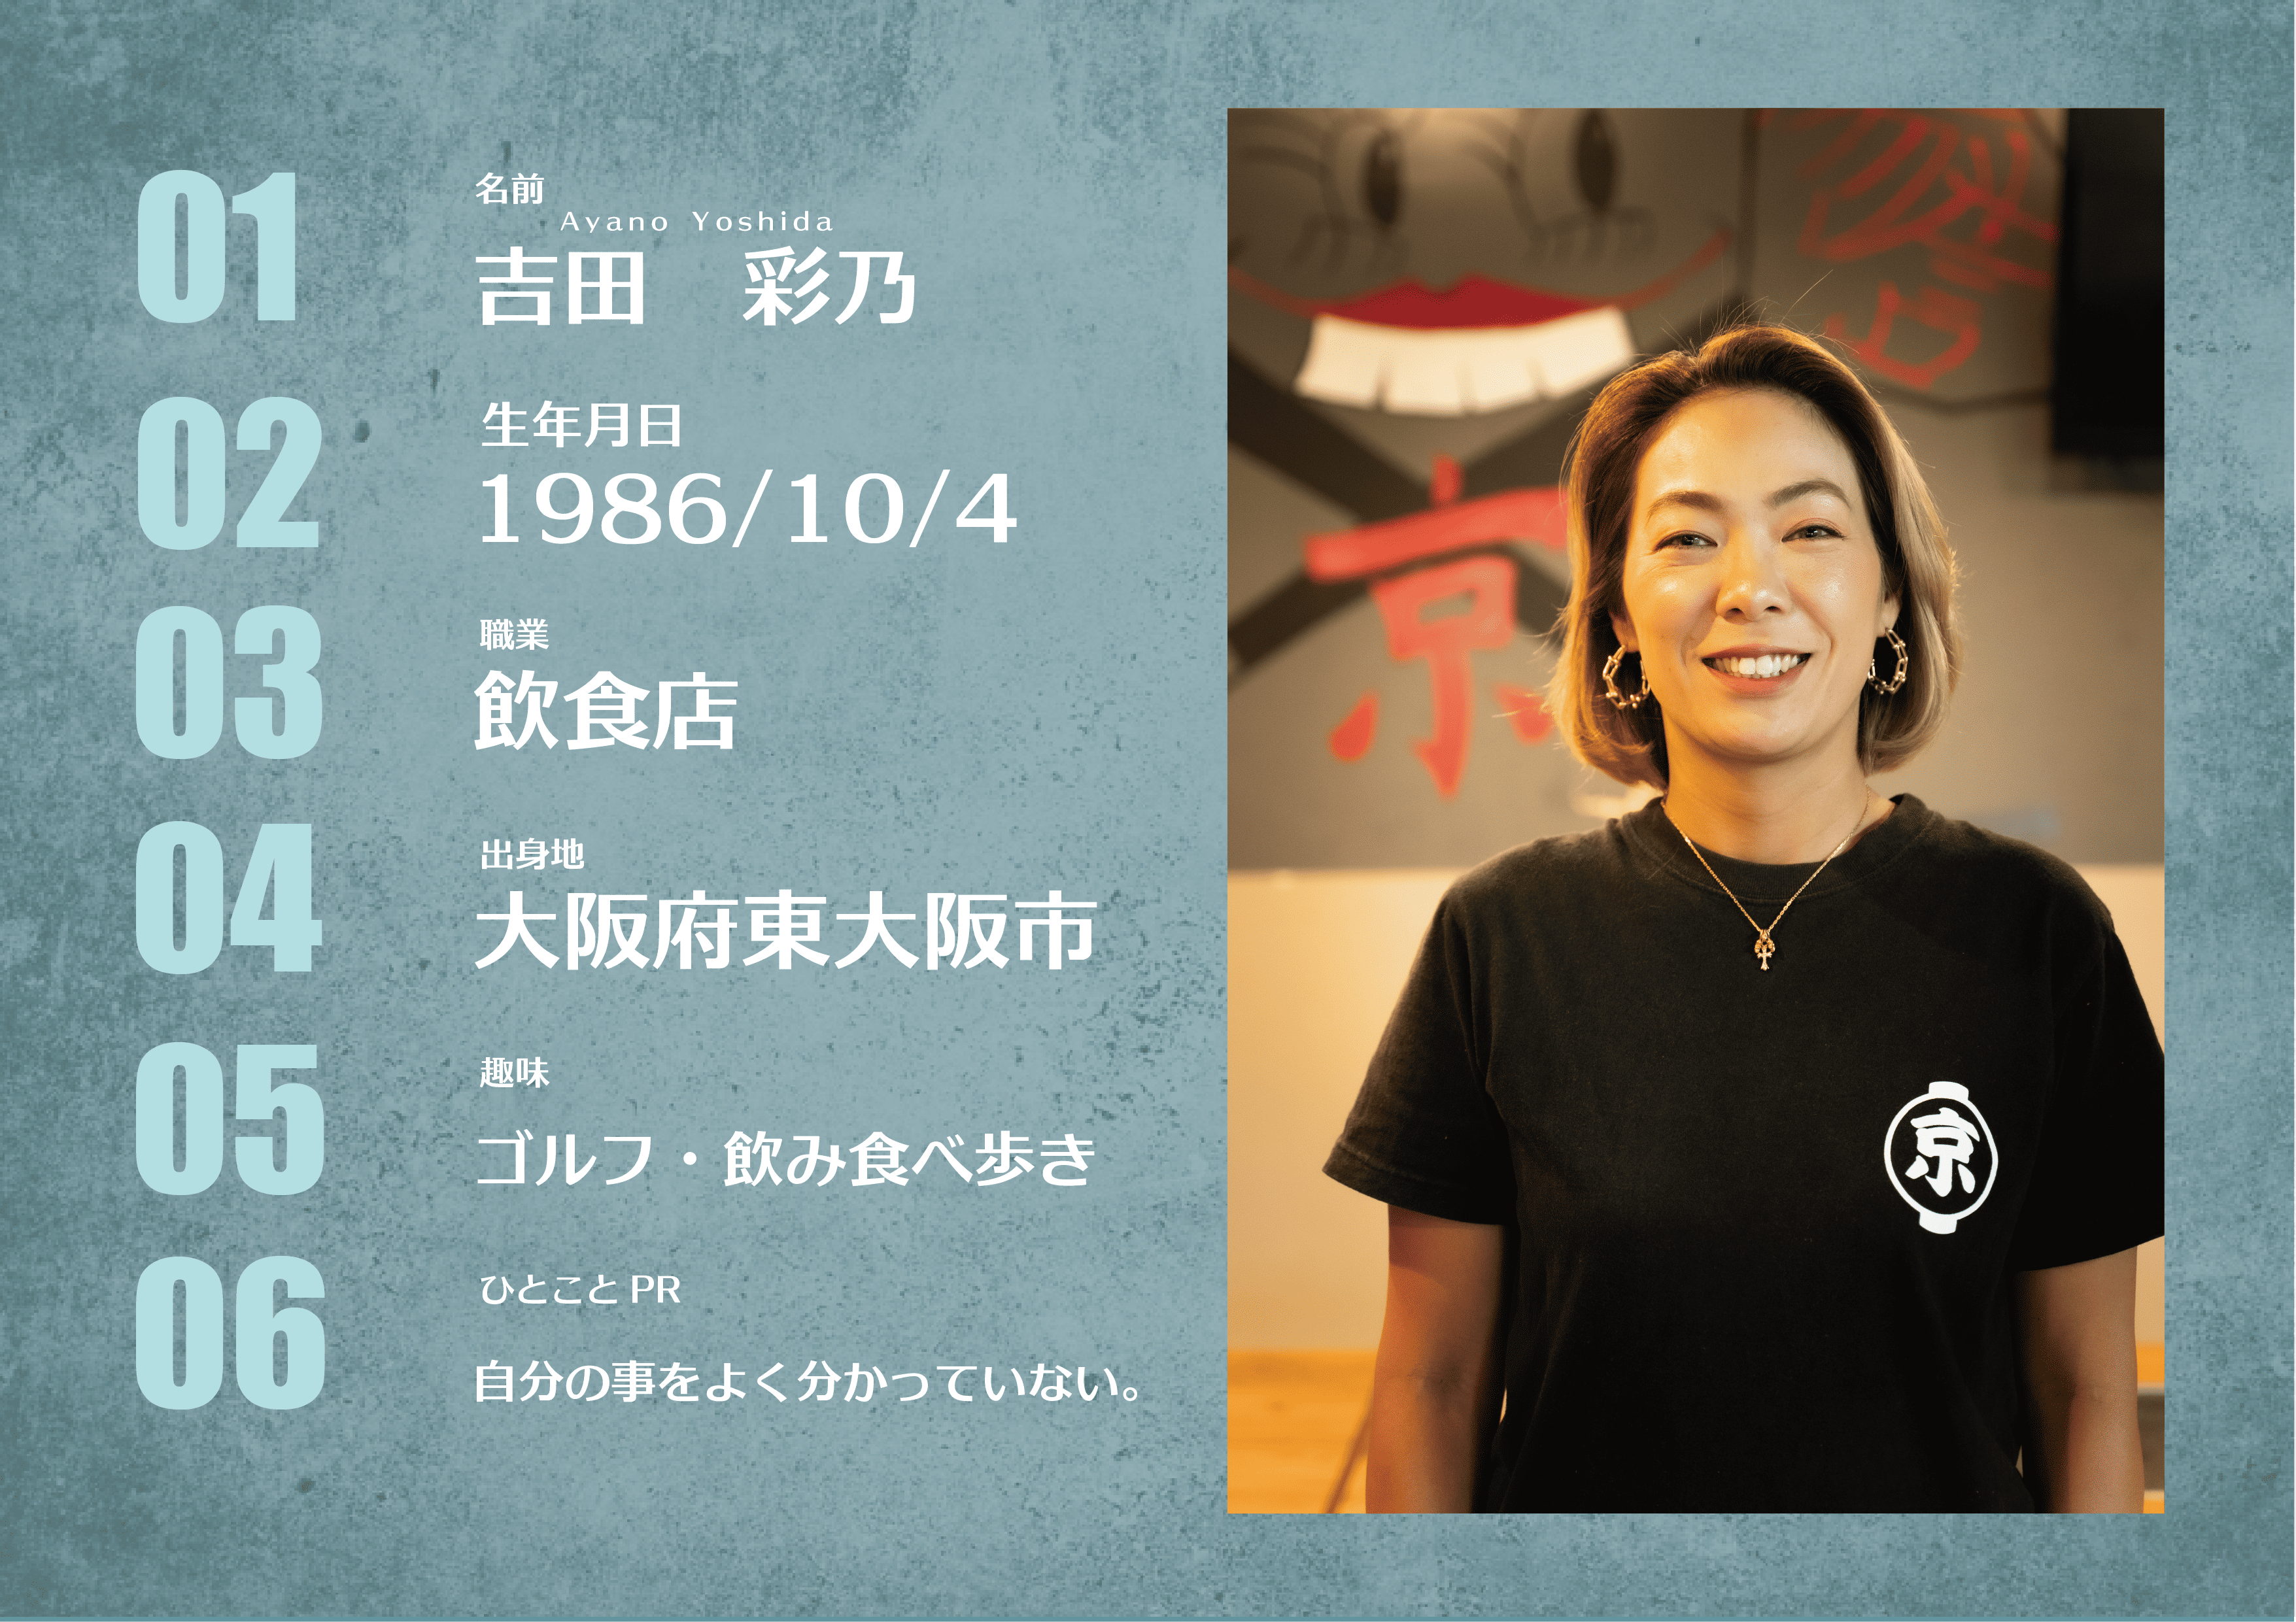 01
名前
Ayano Yoshida
吉田　彩乃
02
生年月日
1986/10/4
03
職業
飲食店
04
出身地
大阪府東大阪市
05
趣味
ゴルフ・飲み食べ歩き
06
ひとことPR
自分の事をよく分かっていない。
京
京